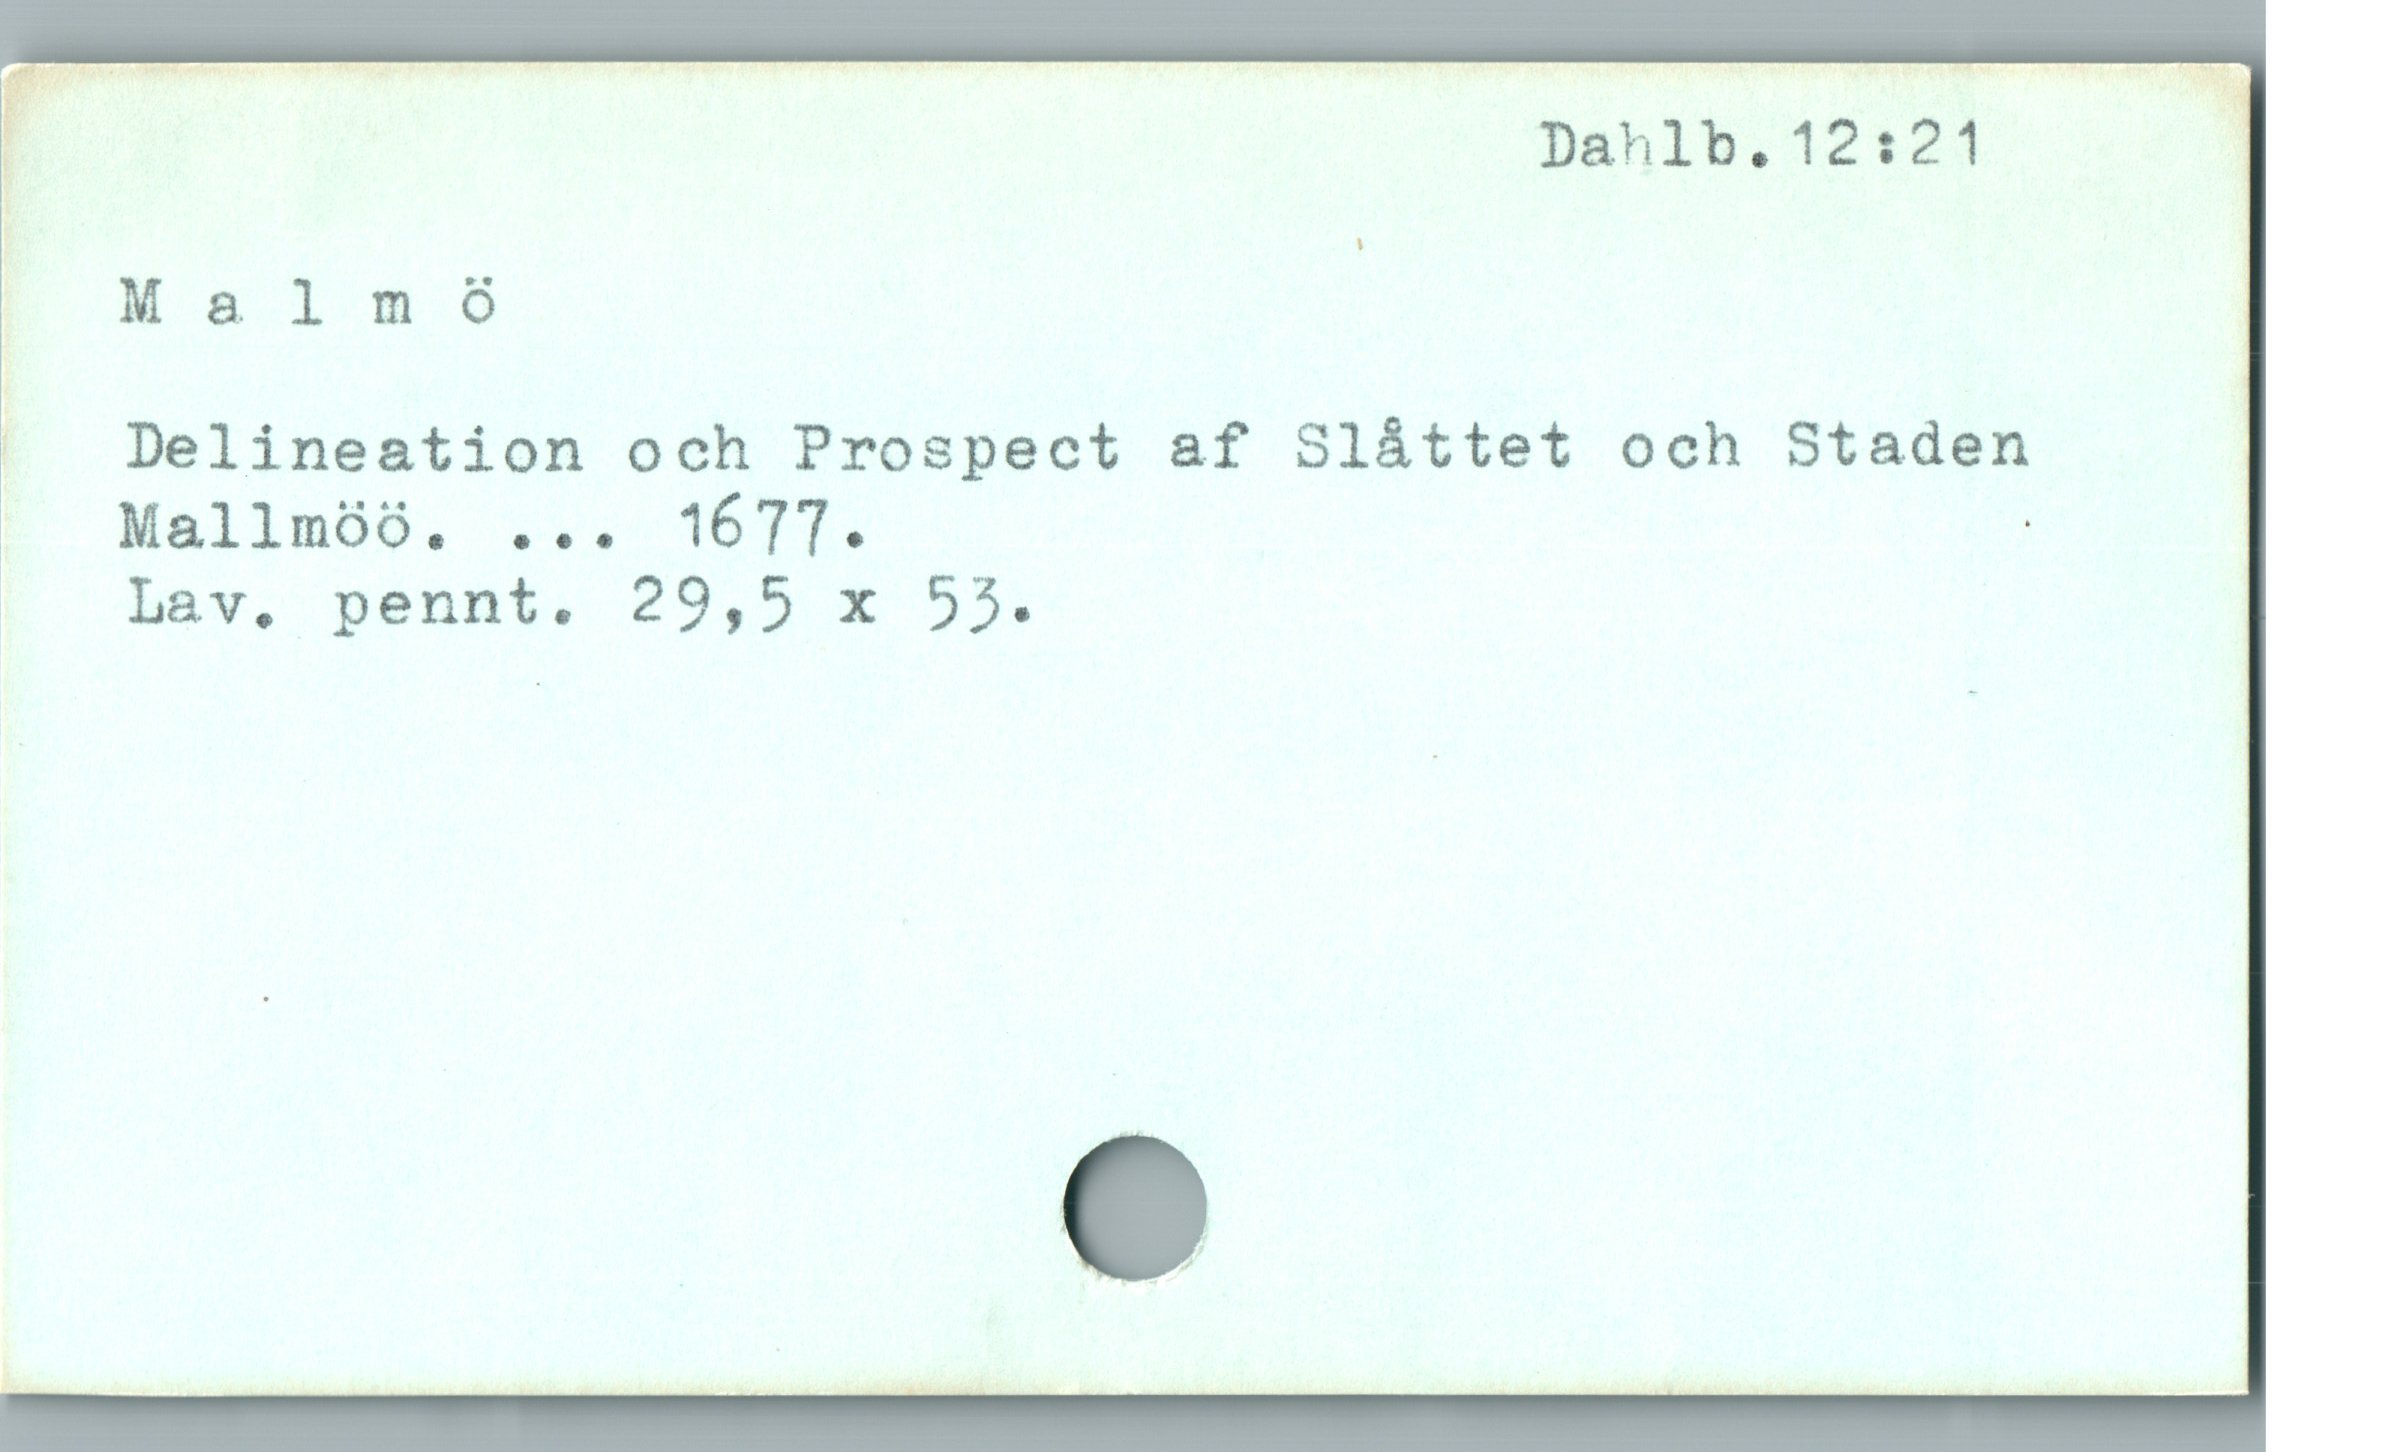 Dahlb. 12:21
M a l m ö
Delineation och Prospect af Slåttet och Staden
Mallmöö. ... 1677.
Lav. pennt. 29,5 x 53.